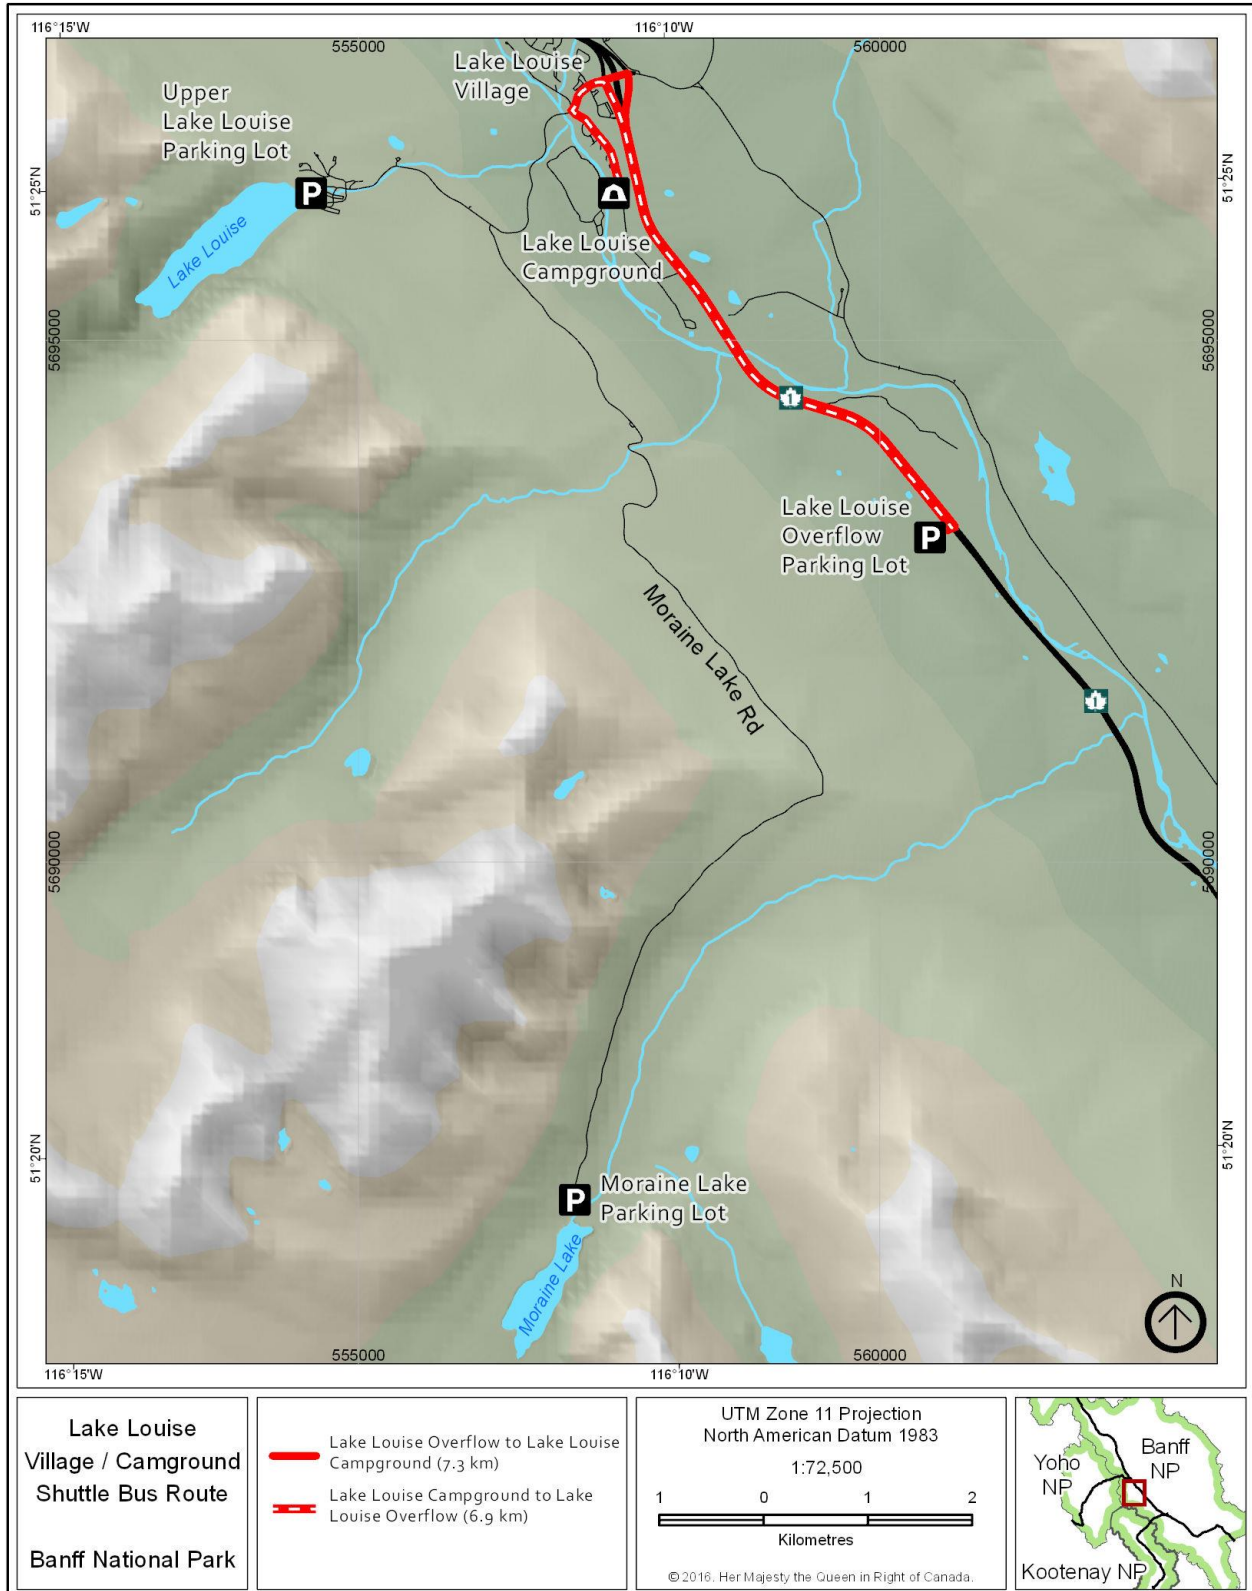 116°15'W
116°10'W
555000
560000
Lake Louise
Village
Upper
Lake Louise
Parking Lot
P
51°25'N
51°25'N
Lake Louise
Lake Louise
Campground
5695000
5695000
1
Lake Louise
Overflow
Parking Lot
P
Moraine Lake Rd
1
5690000
5690000
51°20'N
51°20'N
P
Moraine Lake
Parking Lot
Moraine Lake
N
555000
560000
116°15'W
116°10'W
Lake Louise
Village / Camground
Shuttle Bus Route
Banff National Park
Lake Louise Overflow to Lake Louise
Campground (7.3 km)
Lake Louise Campground to Lake
Louise Overflow (6.9 km)
UTM Zone 11 Projection
North American Datum 1983
1:72,500
1 0 1 2
Kilometres
© 2016. Her Majesty the Queen in Right of Canada.
Yoho
NP
Banff
NP
Kootenay NP